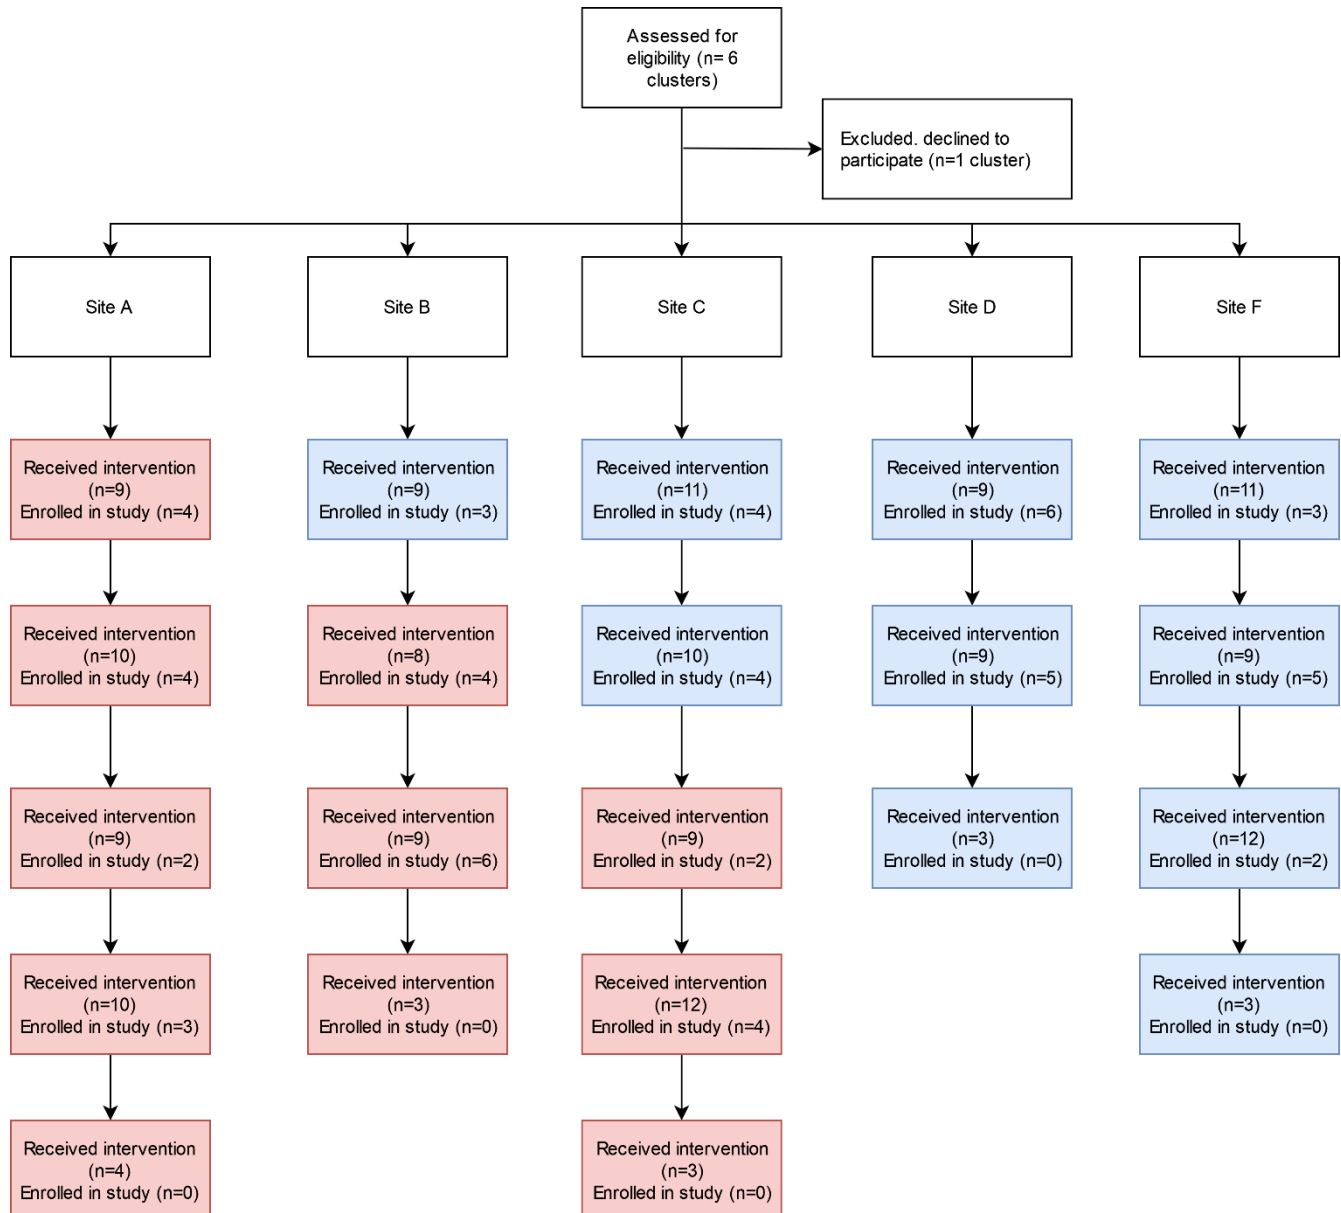 Assessed for
eligibility (n= 6
clusters)
Excluded. declined to
participate (n=1 cluster)
Site A
Site B
Site C
Site D
Site F
Received intervention
(n=9)
Enrolled in study (n=4)
Received intervention
(n=9)
Enrolled in study (n=3)
Received intervention
(n=11)
Enrolled in study (n=4)
Received intervention
(n=9)
Enrolled in study (n=6)
Received intervention
(n=11)
Enrolled in study (n=3)
Received intervention
(n=10)
Enrolled in study (n=4)
Received intervention
(n=8)
Enrolled in study (n=4)
Received intervention
(n=10)
Enrolled in study (n=4)
Received intervention
(n=9)
Enrolled in study (n=5)
Received intervention
(n=9)
Enrolled in study (n=5)
Received intervention
(n=9)
Enrolled in study (n=2)
Received intervention
(n=9)
Enrolled in study (n=6)
Received intervention
(n=9)
Enrolled in study (n=2)
Received intervention
(n=3)
Enrolled in study (n=0)
Received intervention
(n=12)
Enrolled in study (n=2)
Received intervention
(n=10)
Enrolled in study (n=3)
Received intervention
(n=3)
Enrolled in study (n=0)
Received intervention
(n=12)
Enrolled in study (n=4)
Received intervention
(n=3)
Enrolled in study (n=0)
Received intervention
(n=4)
Enrolled in study (n=0)
Received intervention
(n=3)
Enrolled in study (n=0)